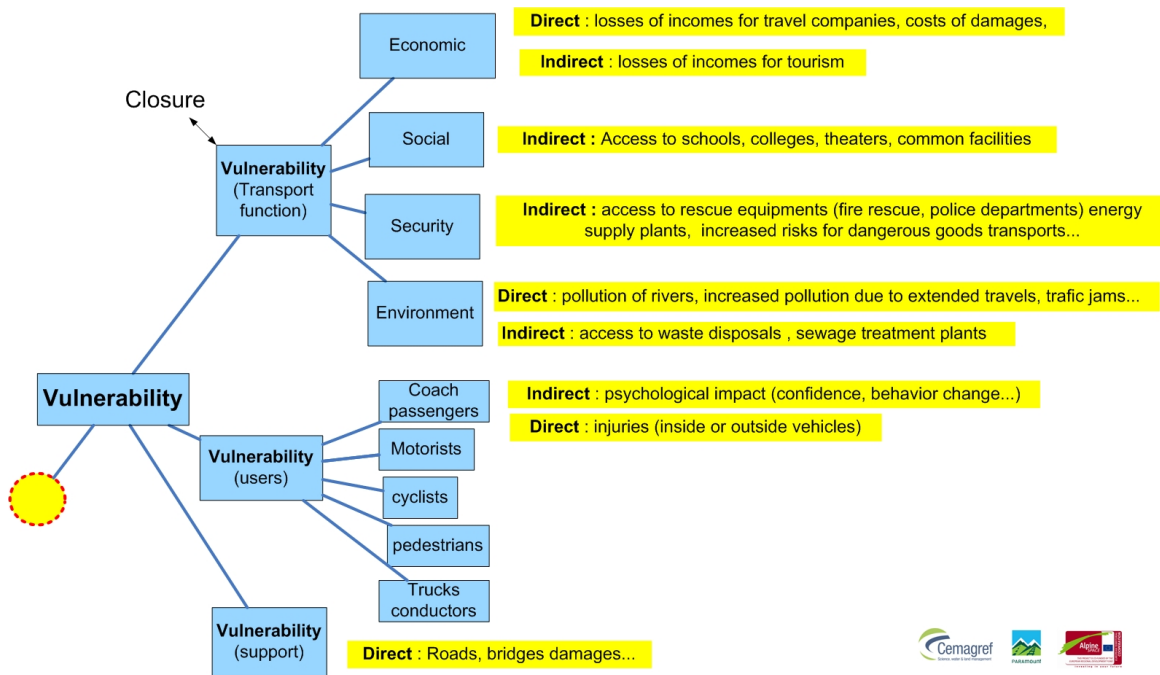 Direct : losses of incomes for travel companies, costs of damages,
Economic
Indirect : losses of incomes for tourism
Closure
Social
Indirect : Access to schools, colleges, theaters, common facilities
Vulnerability
(Transport
function)
Security
Indirect : access to rescue equipments (fire rescue, police departments) energy
supply plants, increased risks for dangerous goods transports...
Environment
Direct : pollution of rivers, increased pollution due to extended travels, trafic jams...
Indirect : access to waste disposals , sewage treatment plants
Vulnerability
Coach
passengers
Indirect : psychological impact (confidence, behavior change...)
Direct : injuries (inside or outside vehicles)
Vulnerability
(users)
Motorists
cyclists
pedestrians
Trucks
conductors
Vulnerability
(support)
Direct : Roads, bridges damages...
Cemagref
PARAMOUNT
Alpine